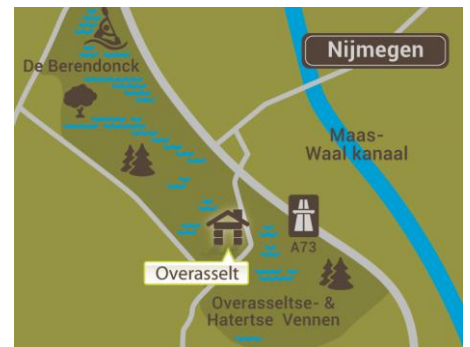 Nijmegen
De Berendonck
Maas-
Waal kanaal
A73
Overasselt
Overasseltse- &
Hatertse Vennen